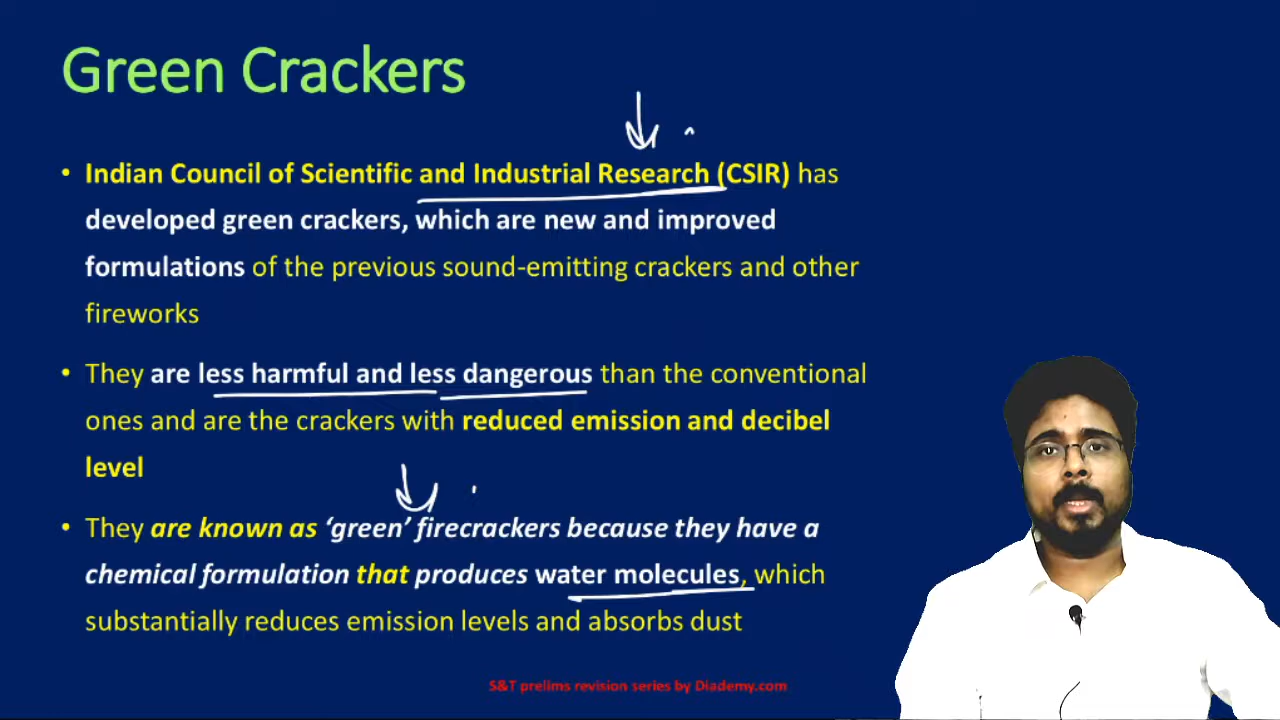 Green Crackers
• Indian Council of Scientific and Industrial Research (CSIR) has
developed green crackers, which are new and improved
formulations of the previous sound-emitting crackers and other
fireworks
• They are less harmful and less dangerous than the conventional
ones and are the crackers with reduced emission and decibel
level
• They are known as ‘green’ firecrackers because they have a
chemical formulation that produces water molecules, which
substantially reduces emission levels and absorbs dust
S&T prelims revision series by Diademy.com